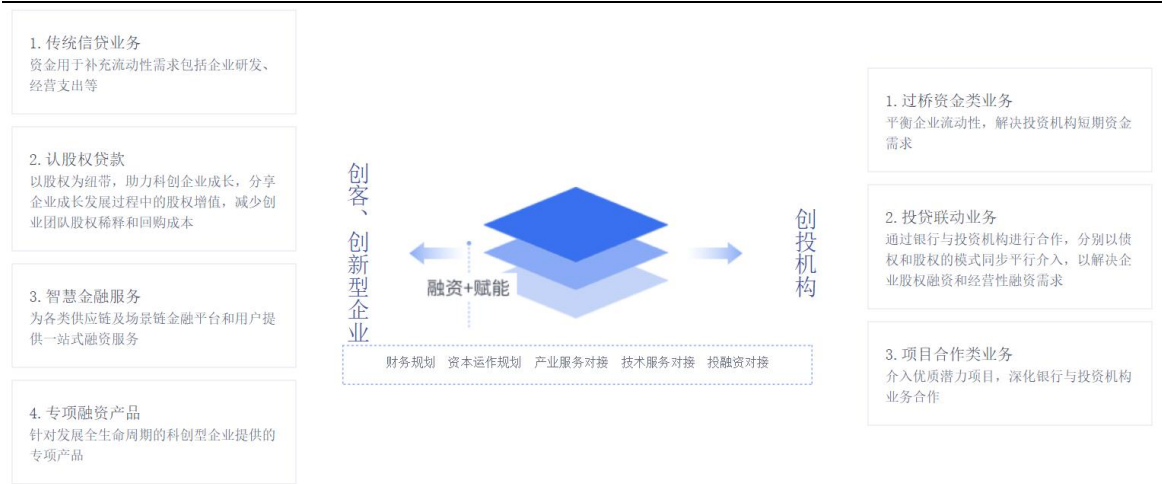 1. 传统信贷业务
资金用于补充流动性需求包括企业研发、
经营支出等
2. 认股权贷款
以股权为纽带，助力科创企业成长，分享
企业成长发展过程中的股权增值，减少创
业团队股权稀释和回购成本
3. 智慧金融服务
为各类供应链及场景链金融平台和用户提
供一站式融资服务
4. 专项融资产品
针对发展全生命周期的科创型企业提供的
专项产品
创客、创新型企业
融资+赋能
财务规划 资本运作规划 产业服务对接 技术服务对接 投融资对接
创投机构
1. 过桥资金类业务
平衡企业流动性，解决投资机构短期资金
需求
2. 投贷联动业务
通过银行与投资机构进行合作，分别以债
权和股权的模式同步平行介入，以解决企
业股权融资和经营性融资需求
3. 项目合作类业务
介入优质潜力项目，深化银行与投资机构
业务合作